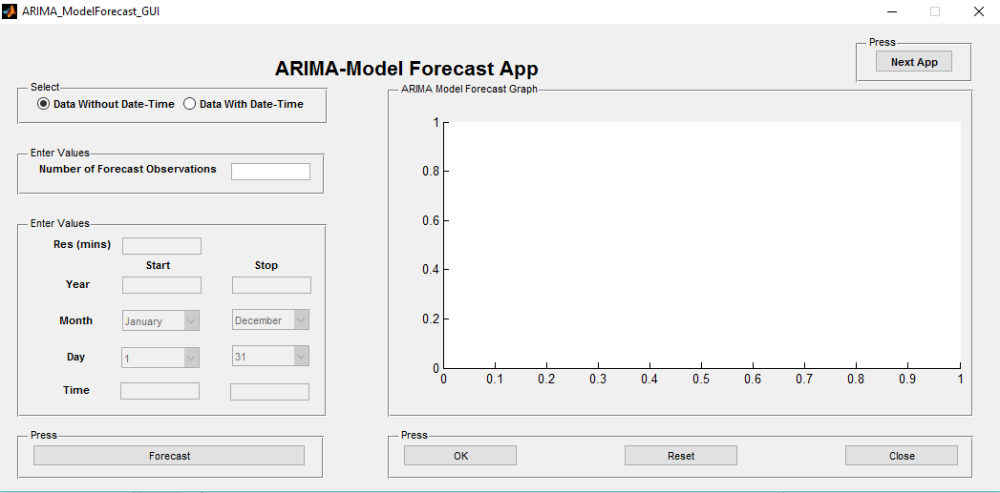 ARIMA_ModelForecast_GUI
ARIMA-Model Forecast App
Press
Next App
Select
Data Without Date-Time Data With Date-Time
Enter Values
Number of Forecast Observations
Enter Values
Res (mins)
Start Stop
Year
Month January December
Day 1 31
Time
Press
Forecast
ARIMA Model Forecast Graph
1
0.8
0.6
0.4
0.2
0
0 0.1 0.2 0.3 0.4 0.5 0.6 0.7 0.8 0.9 1
Press
OK Reset Close